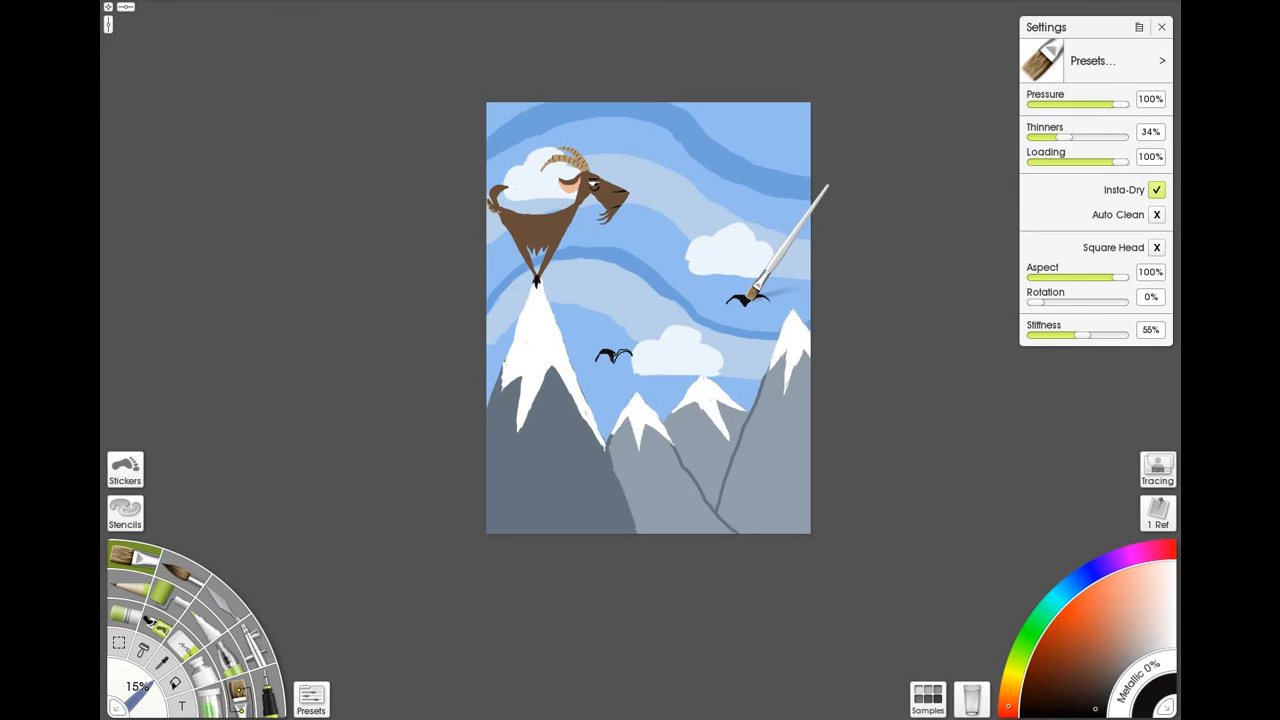 Settings
Presets... >
Pressure
100%
Thinners
34%
Loading
100%
Insta-Dry
Auto Clean X
Square Head X
Aspect
100%
Rotation
0%
Stiffness
55%
Stickers
Stencils
Tracing
1 Ref
15%
T
Presets
Samples
Metallic 0%